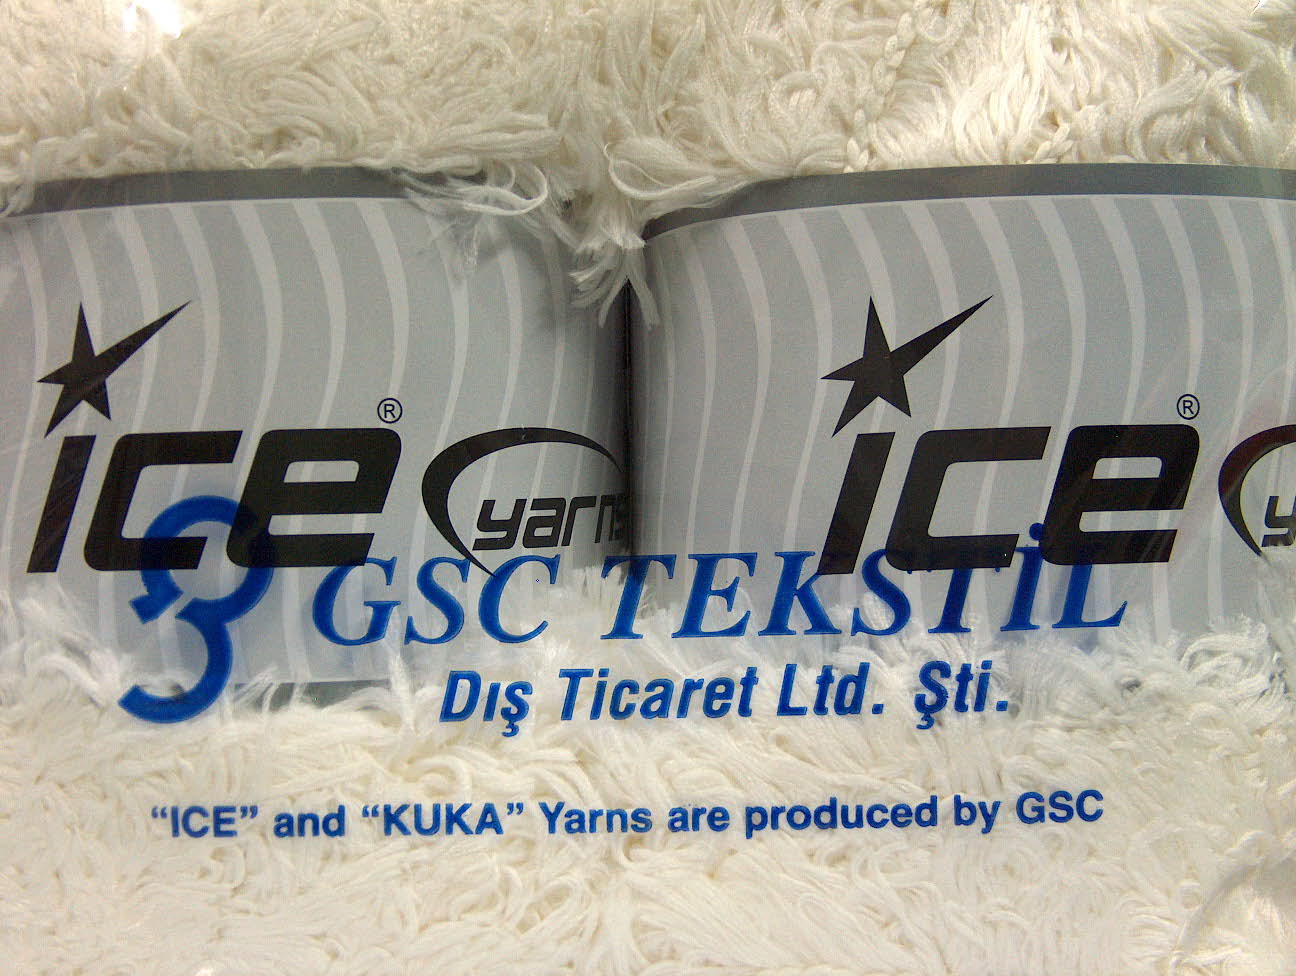 ice® yarns
ice®
GSC TEKSTİL
Dış Ticaret Ltd. Şti.
“ICE” and “KUKA” Yarns are produced by GSC